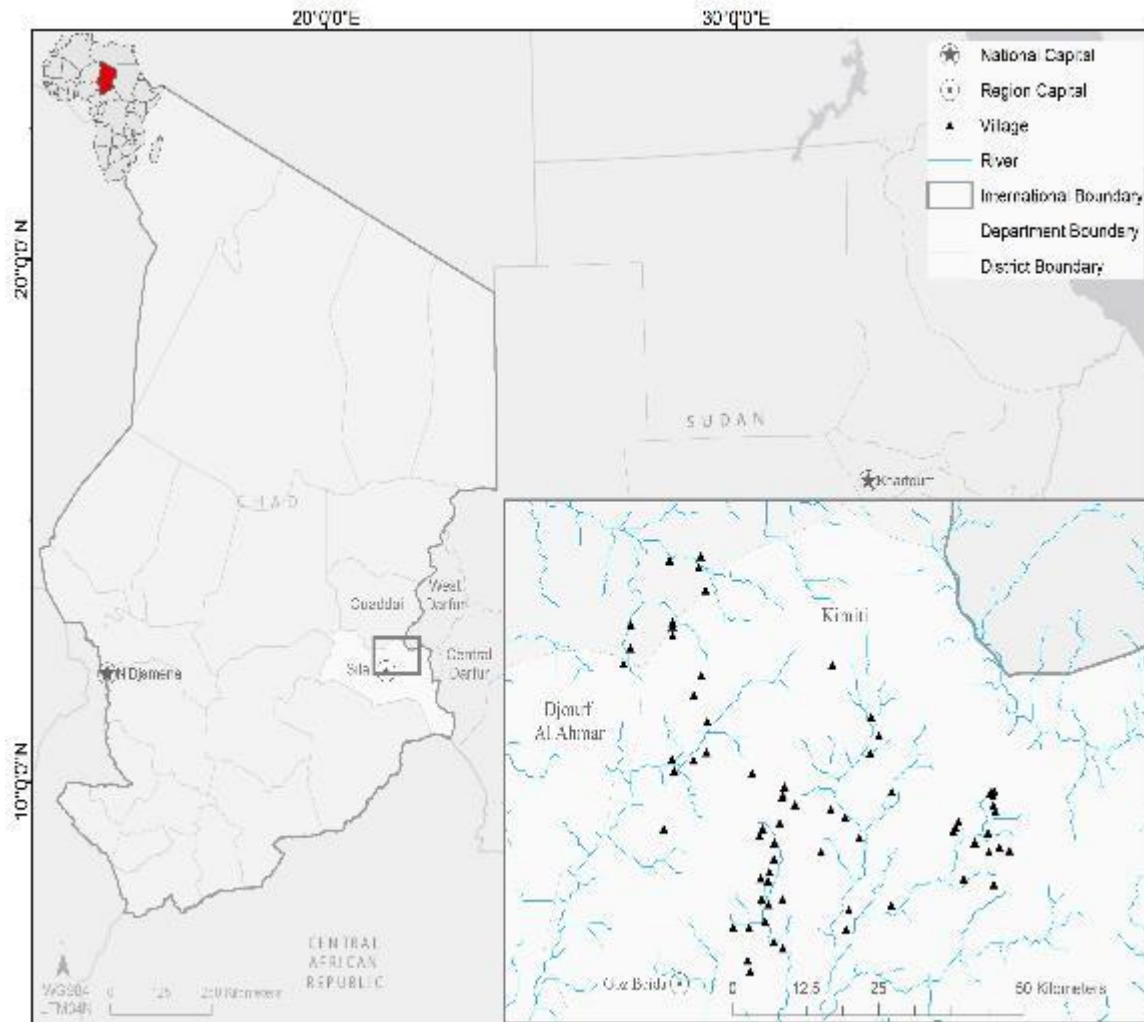 20°0'0"E
30°0'0"E
National Capital
Region Capital
Village
River
International Boundary
Department Boundary
District Boundary
20°0'0"N
10°0'0"N
SUDAN
Khartoum
CHAD
Ouaddai
West
Darfur
Sila
Central
Darfur
N'Djamena
Kimiti
Djourf
Al Ahmar
Goz Beida
0 12.5 25 50 Kilometers
CENTRAL
AFRICAN
REPUBLIC
WGS84
UTM34N
0 125 250 Kilometers